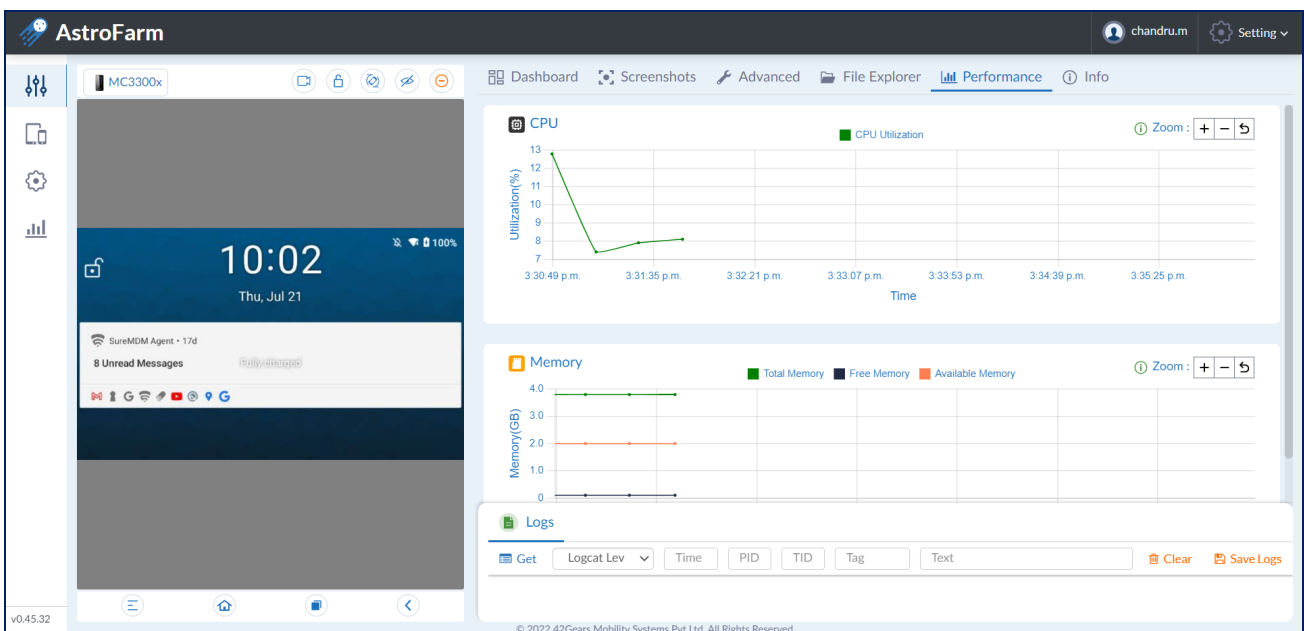 AstroFarm
chandru.m
Setting
MC3300x
Dashboard
Screenshots
Advanced
File Explorer
Performance
Info
CPU
CPU Utilization
Zoom :
+
−
Utilization(%)
13
12
11
10
9
8
7
3:30:49 p.m.
3:31:35 p.m.
3:32:21 p.m.
3:33:07 p.m.
3:33:53 p.m.
3:34:39 p.m.
3:35:25 p.m.
Time
100%
10:02
Thu, Jul 21
SureMDM Agent • 17d
8 Unread Messages
Fully charged
Memory
Total Memory
Free Memory
Available Memory
Zoom :
+
−
Memory(GB)
4.0
3.0
2.0
1.0
0
Logs
Get
Logcat Lev
Time
PID
TID
Tag
Text
Clear
Save Logs
v0.45.32
© 2022 42Gears Mobility Systems Pvt Ltd. All Rights Reserved